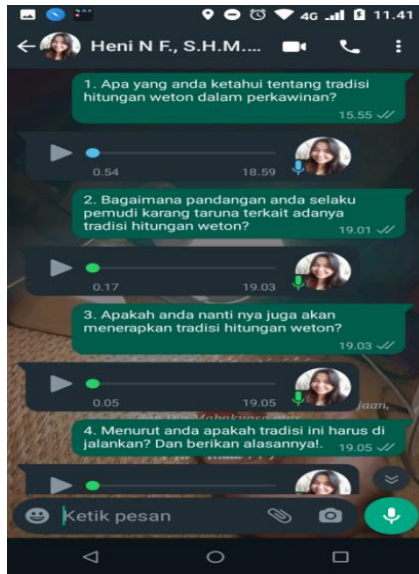 4G 11.41
Heni N F., S.H.M....
1. Apa yang anda ketahui tentang tradisi
hitungan weton dalam perkawinan?
15.55
0.54 18.59
2. Bagaimana pandangan anda selaku
pemudi karang taruna terkait adanya
tradisi hitungan weton?
19.01
0.17 19.03
3. Apakah anda nanti nya juga akan
menerapkan tradisi hitungan weton?
19.03
0.05 19.05
jaan,
4. Menurut anda apakah tradisi ini harus di
jalankan? Dan berikan alasannya!.
19.05
Ketik pesan